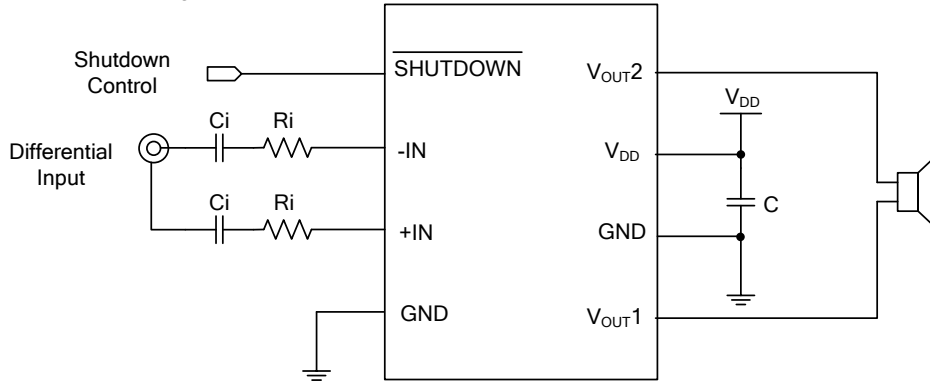 Shutdown
Control
SHUTDOWN
VOUT2
VDD
Ci Ri
Differential
Input
-IN
VDD
Ci Ri
C
+IN
GND
GND
VOUT1